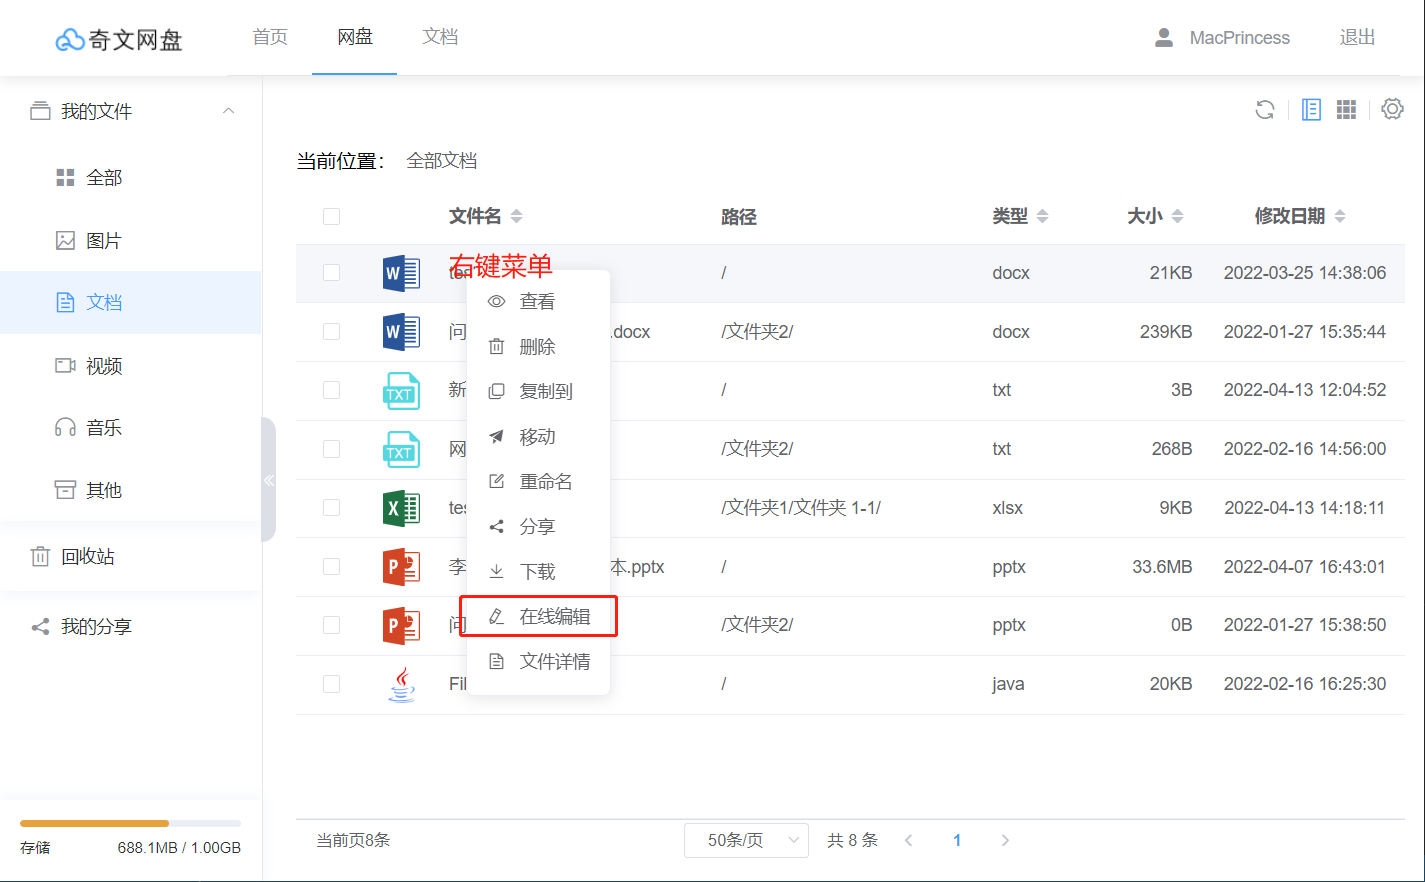 奇文网盘 首页 网盘 文档 MacPrincess 退出
我的文件
全部
图片
文档
视频
音乐
其他
回收站
我的分享
存储 688.1MB / 1.00GB
当前位置： 全部文档
文件名 路径 类型 大小 修改日期
右键菜单
/ docx 21KB 2022-03-25 14:38:06
问 .docx /文件夹2/ docx 239KB 2022-01-27 15:35:44
新 / txt 3B 2022-04-13 12:04:52
网 /文件夹2/ txt 268B 2022-02-16 14:56:00
tes /文件夹1/文件夹 1-1/ xlsx 9KB 2022-04-13 14:18:11
李 本.pptx / pptx 33.6MB 2022-04-07 16:43:01
问 /文件夹2/ pptx 0B 2022-01-27 15:38:50
Fil / java 20KB 2022-02-16 16:25:30
查看
删除
复制到
移动
重命名
分享
下载
在线编辑
文件详情
当前页8条 50条/页 共 8 条 1